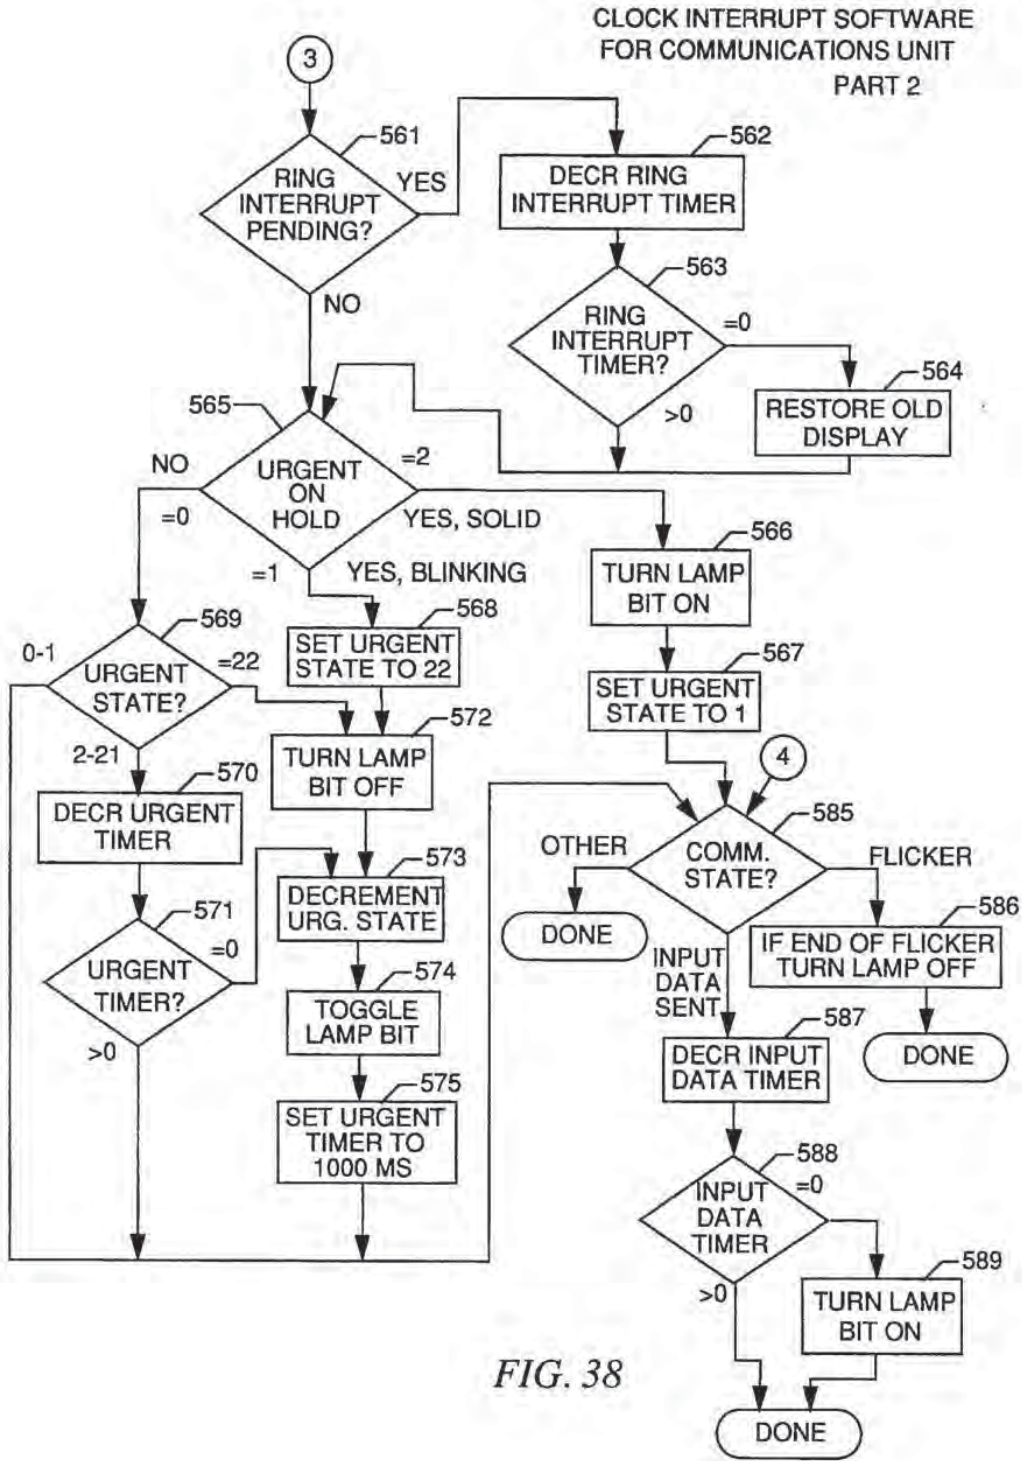 CLOCK INTERRUPT SOFTWARE
FOR COMMUNICATIONS UNIT
PART 2
3
561
RING
INTERRUPT
PENDING?
YES
NO
562
DECR RING
INTERRUPT TIMER
563
RING
INTERRUPT
TIMER?
=0
>0
564
RESTORE OLD
DISPLAY
565
URGENT
ON
HOLD
NO
=0
=2
YES, SOLID
=1
YES, BLINKING
566
TURN LAMP
BIT ON
567
SET URGENT
STATE TO 1
568
SET URGENT
STATE TO 22
569
URGENT
STATE?
0-1
=22
2-21
570
DECR URGENT
TIMER
571
URGENT
TIMER?
=0
>0
572
TURN LAMP
BIT OFF
573
DECREMENT
URG. STATE
574
TOGGLE
LAMP BIT
575
SET URGENT
TIMER TO
1000 MS
4
585
COMM.
STATE?
OTHER
DONE
FLICKER
586
IF END OF FLICKER
TURN LAMP OFF
DONE
INPUT
DATA
SENT
587
DECR INPUT
DATA TIMER
588
INPUT
DATA
TIMER
=0
>0
589
TURN LAMP
BIT ON
DONE
FIG. 38